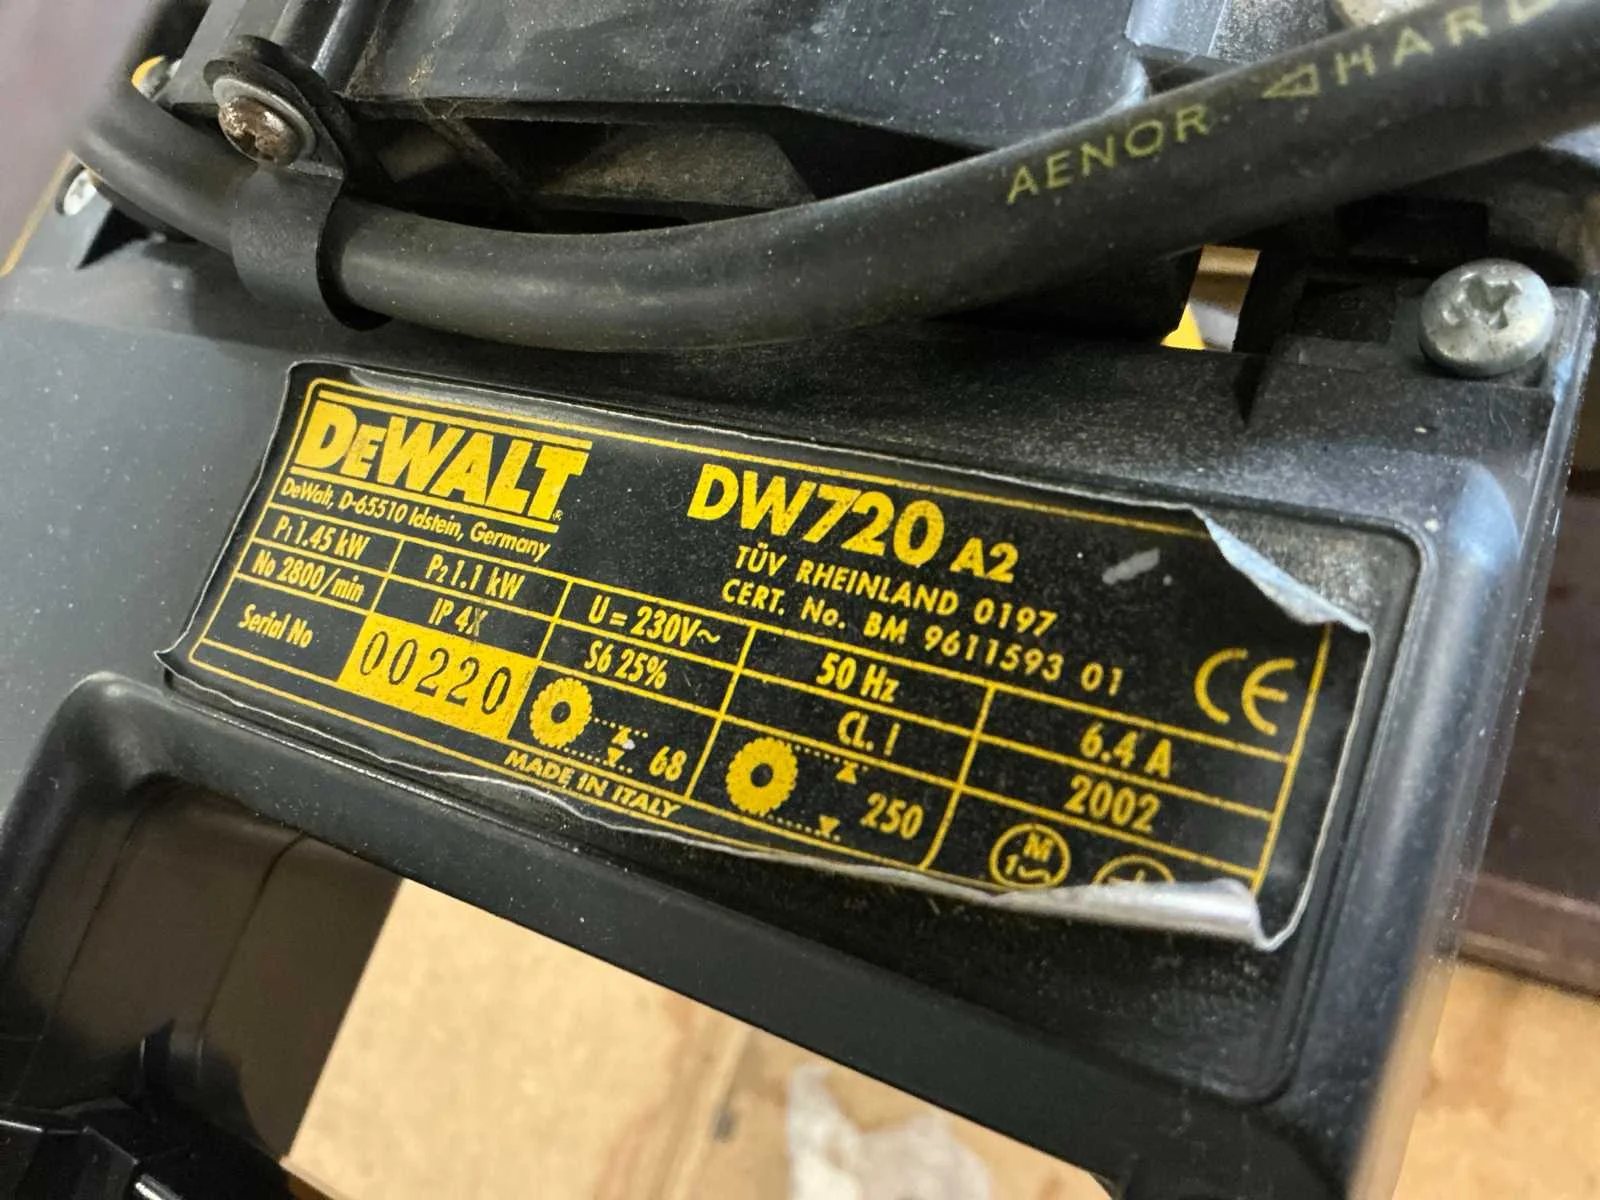 AENOR HAR
DEWALT
DeWalt, D-65510 Idstein, Germany
DW720 A2
TÜV RHEINLAND 0197
CERT. No. BM 9611593 01
CE
P1 1.45 kW P2 1.1 kW U = 230V~ 50 Hz 6.4 A
No 2800/min IP 4X S6 25% CL. I 2002
Serial No 00220 68 250 M 1~
MADE IN ITALY